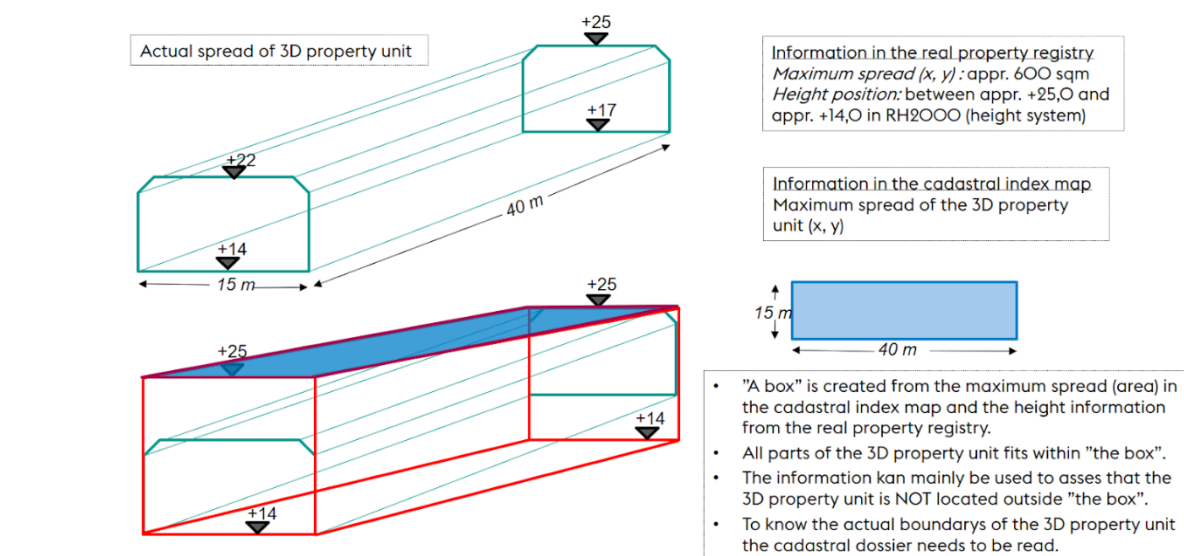 Actual spread of 3D property unit
+25
+17
+22
+14
15 m
40 m
Information in the real property registry
Maximum spread (x, y) : appr. 600 sqm
Height position: between appr. +25,0 and
appr. +14,0 in RH2000 (height system)
Information in the cadastral index map
Maximum spread of the 3D property
unit (x, y)
+25
+25
+14
+14
15 m
40 m
• "A box" is created from the maximum spread (area) in
the cadastral index map and the height information
from the real property registry.
• All parts of the 3D property unit fits within "the box".
• The information kan mainly be used to asses that the
3D property unit is NOT located outside "the box".
• To know the actual boundarys of the 3D property unit
the cadastral dossier needs to be read.